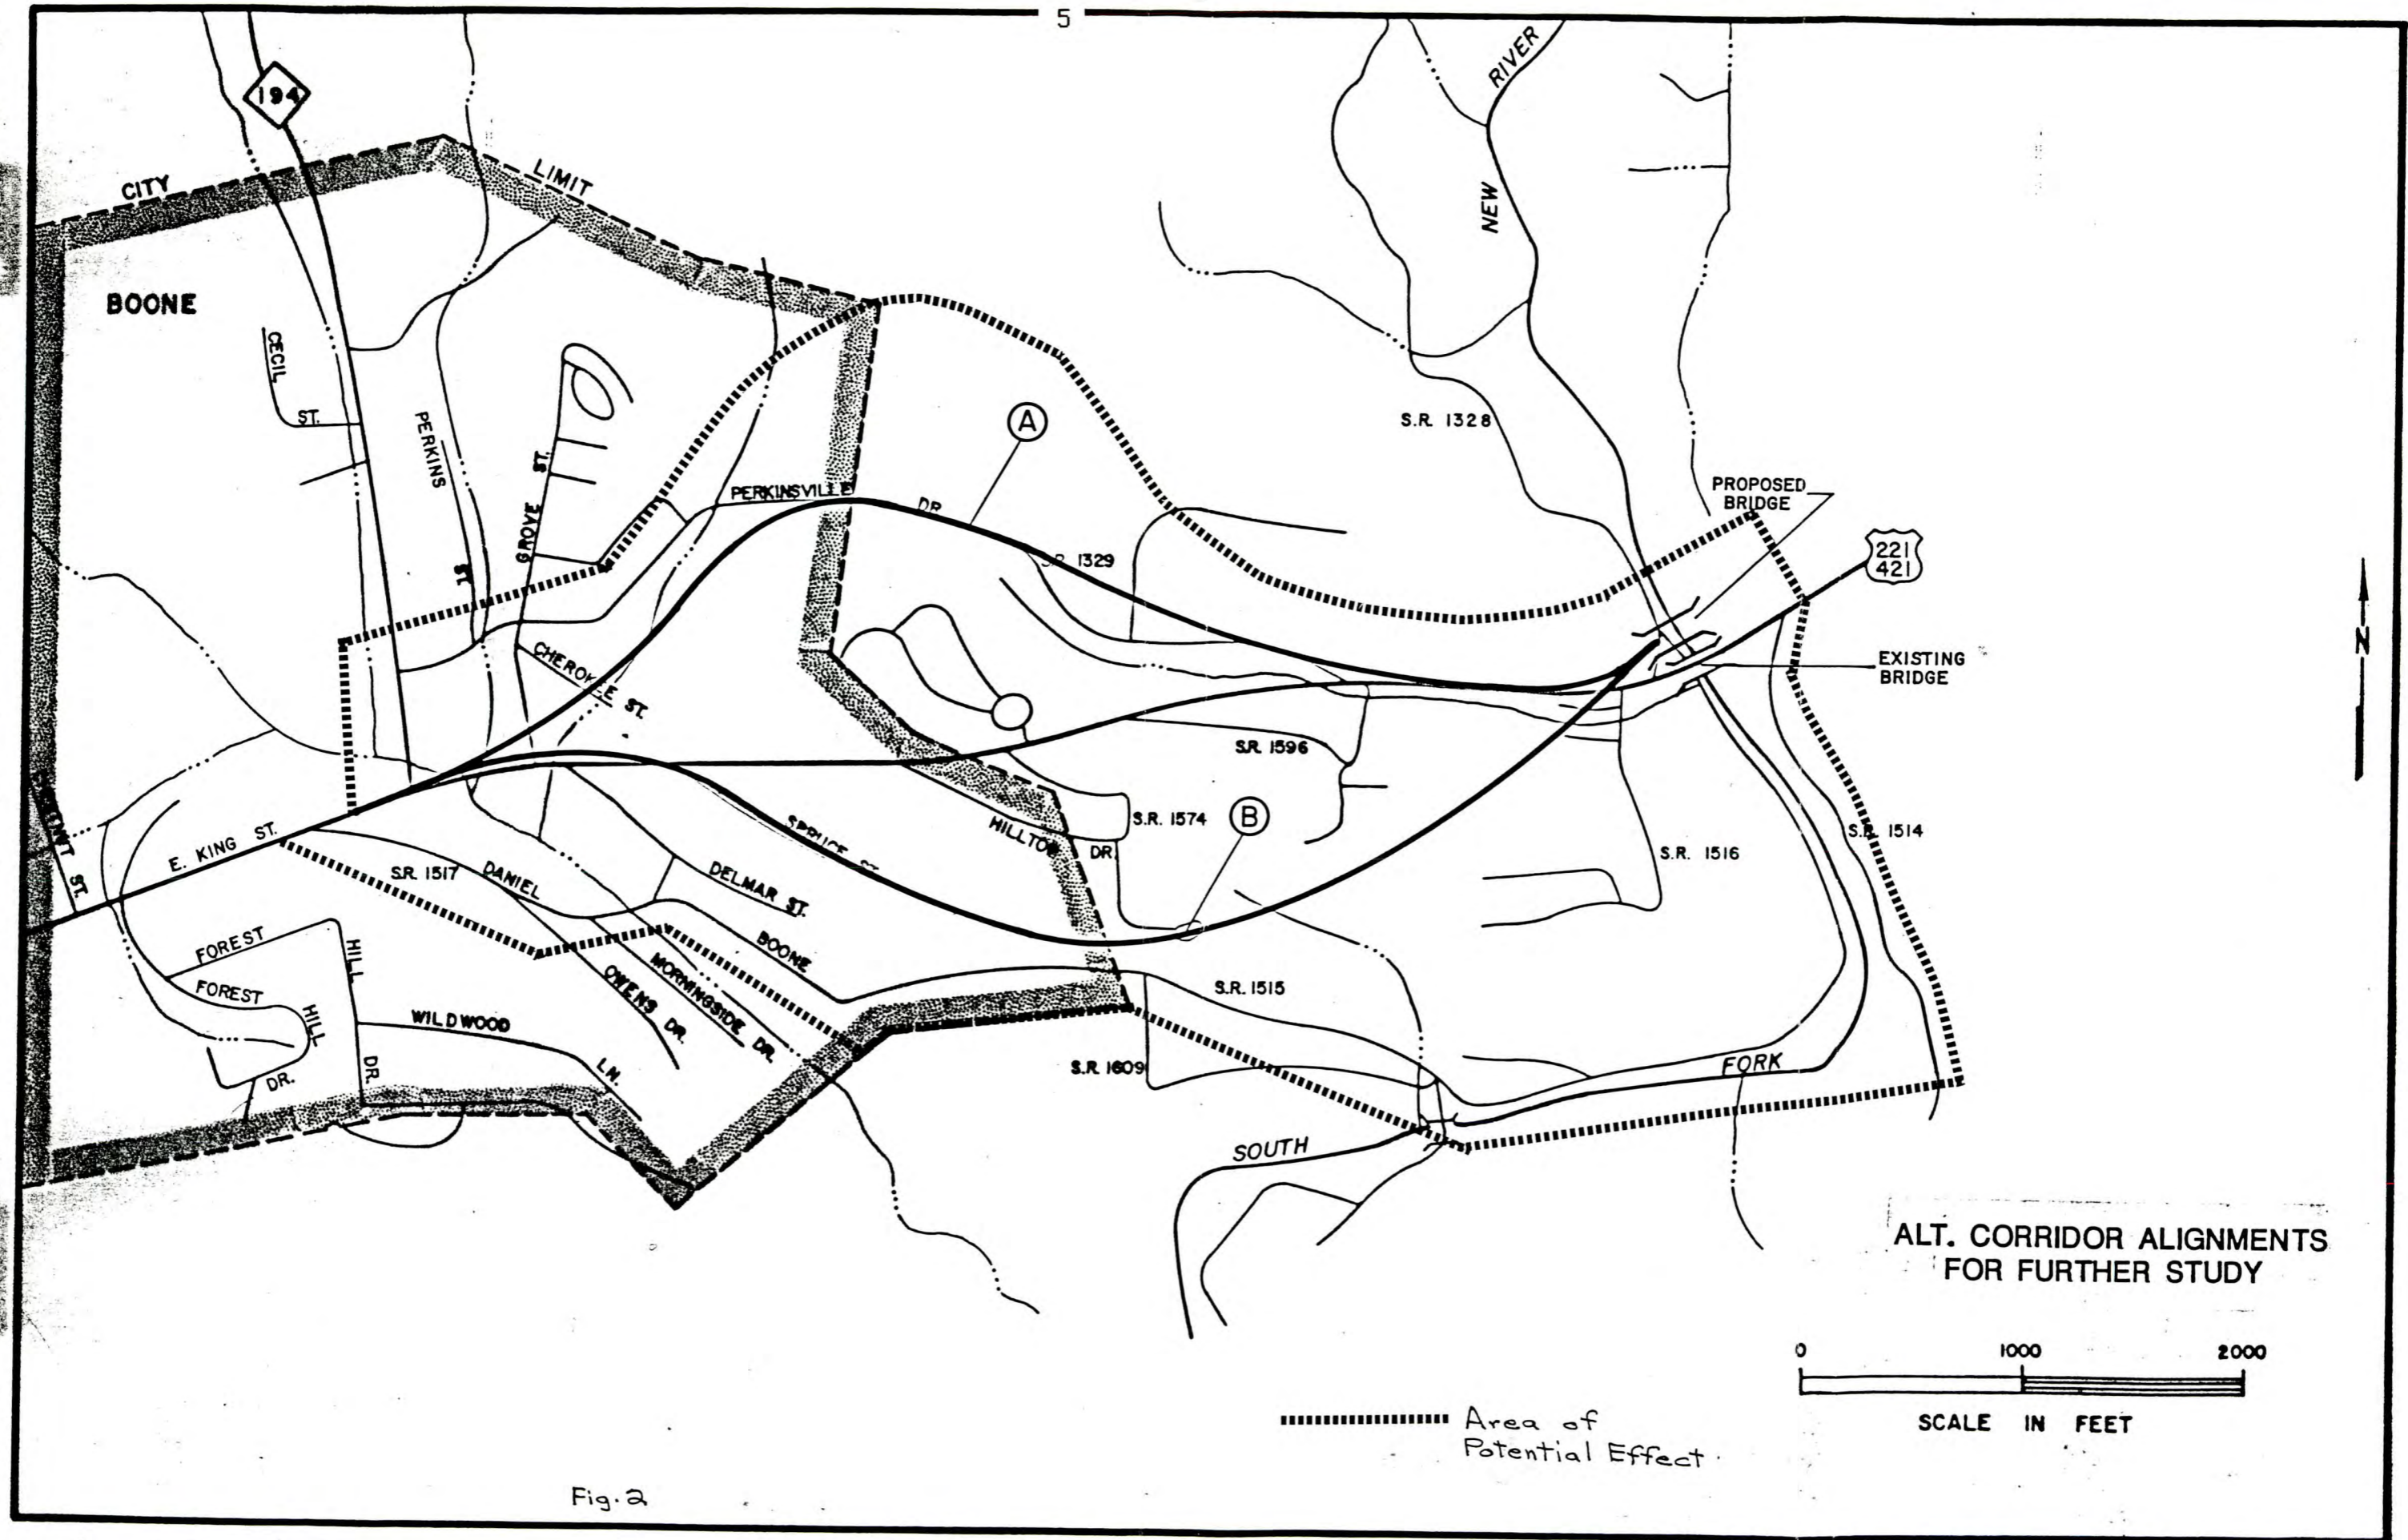 5
194
RIVER
CITY
LIMIT
NEW
BOONE
CECIL
ST.
PERKINS
ST.
GROVE ST.
A
S.R. 1328
PERKINSVILLE DR.
PROPOSED
BRIDGE
221
421
S.R. 1329
N
CHEROKEE ST.
EXISTING
BRIDGE
S.R. 1596
SPRUCE ST.
S.R. 1574
B
HILLTOP DR.
S.R. 1514
ST.
E. KING ST.
S.R. 1517
DANIEL
DELMAR ST.
S.R. 1516
BOONE
FOREST
HILL
DR.
MORNINGSIDE DR.
OWENS DR.
S.R. 1515
FOREST
HILL
DR.
WILDWOOD
LN.
S.R. 1609
FORK
SOUTH
ALT. CORRIDOR ALIGNMENTS
FOR FURTHER STUDY
0 1000 2000
SCALE IN FEET
Area of
Potential Effect
Fig. 2